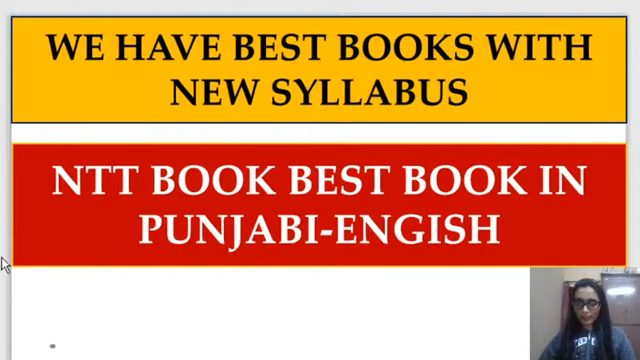 WE HAVE BEST BOOKS WITH
NEW SYLLABUS
NTT BOOK BEST BOOK IN
PUNJABI-ENGISH